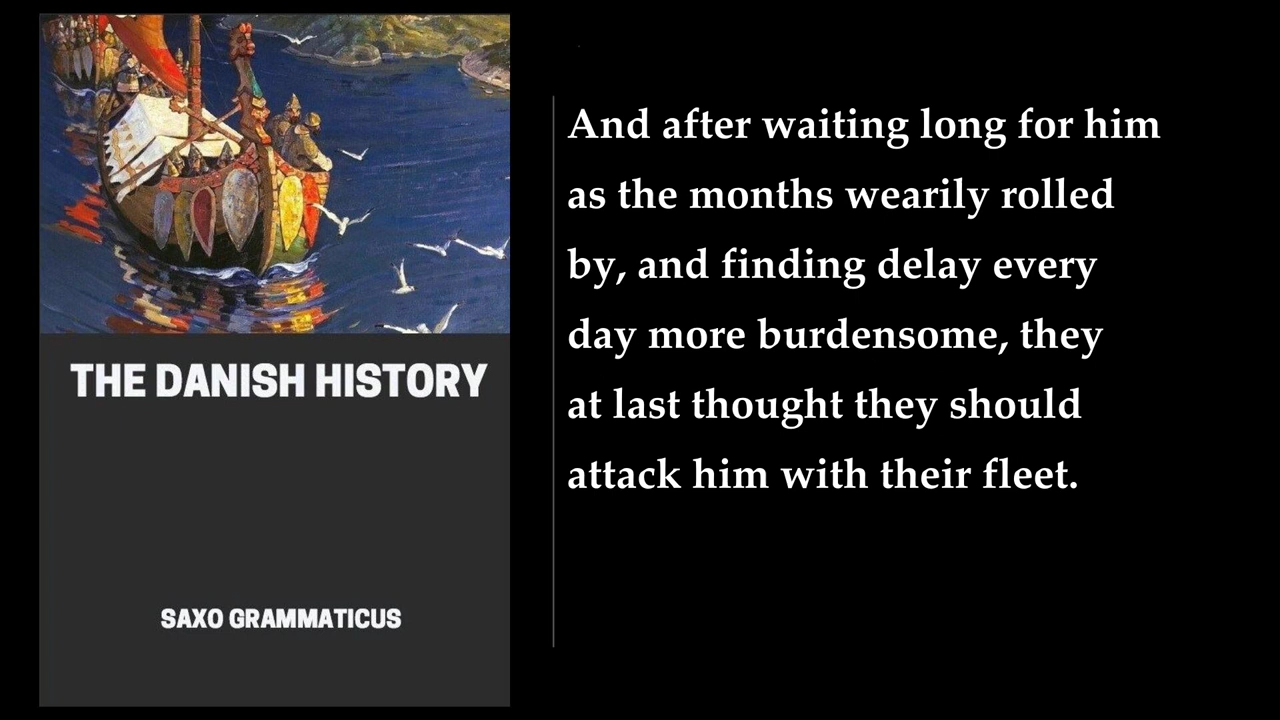 THE DANISH HISTORY
SAXO GRAMMATICUS
And after waiting long for him
as the months wearily rolled
by, and finding delay every
day more burdensome, they
at last thought they should
attack him with their fleet.